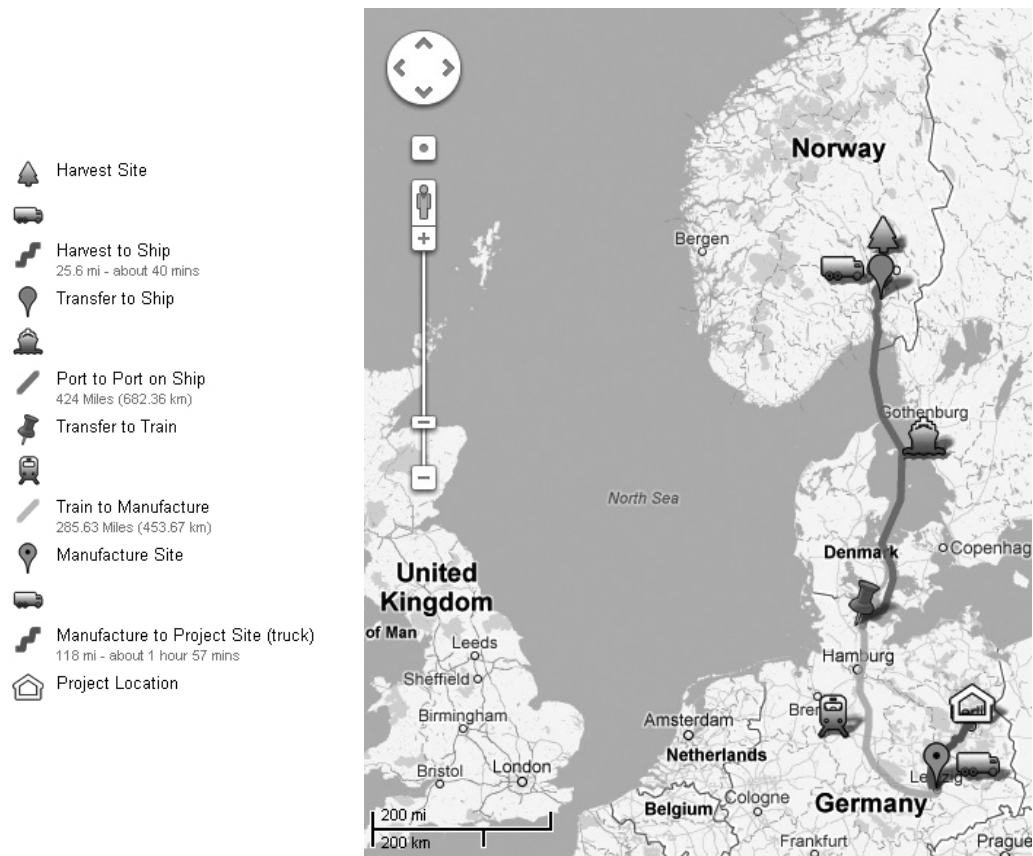 Harvest Site
Harvest to Ship
25.6 mi - about 40 mins
Transfer to Ship
Port to Port on Ship
424 Miles (682.36 km)
Transfer to Train
Train to Manufacture
285.63 Miles (453.67 km)
Manufacture Site
Manufacture to Project Site (truck)
118 mi - about 1 hour 57 mins
Project Location
Norway
Bergen
Gothenburg
North Sea
Denmark
Copenhag
United
Kingdom
of Man
Leeds
Sheffield
Hamburg
Bre
Birmingham
Amsterdam
Netherlands
Bristol
London
Belgium
Cologne
Germany
200 mi
200 km
Frankfurt
Prague